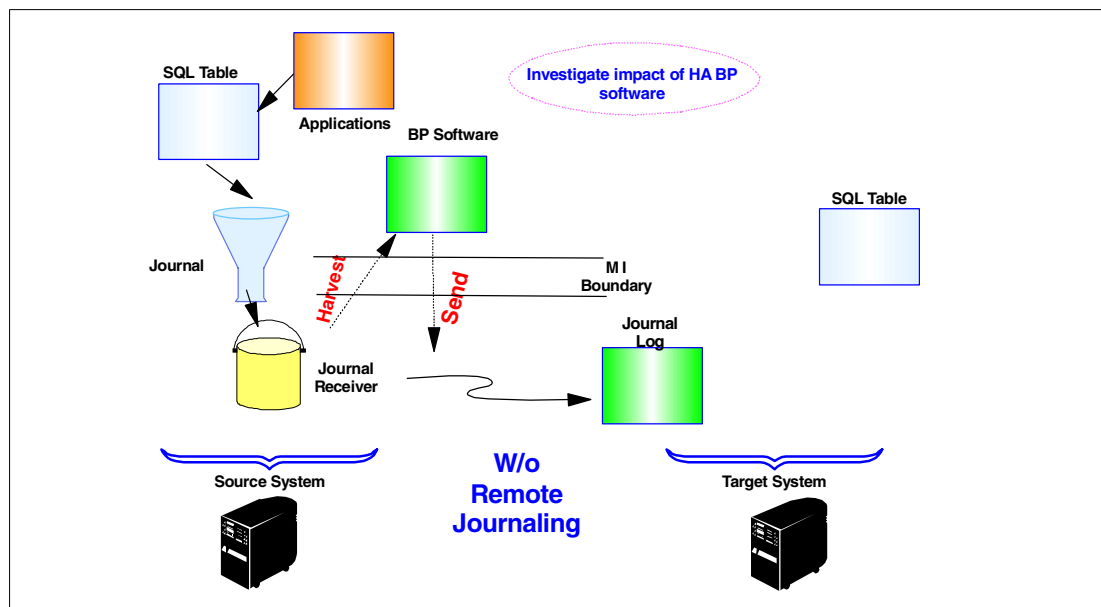 SQL Table
Applications
Investigate impact of HA BP
software
BP Software
SQL Table
Journal
Harvest
Send
M I
Boundary
Journal
Log
Journal
Receiver
Source System
W/o
Remote
Journaling
Target System